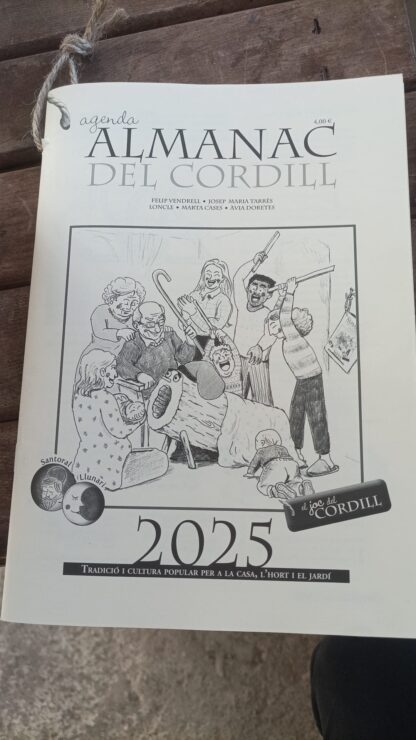 agenda
4,00 €
ALMANAC
DEL CORDILL
FELIP VENDRELL • JOSEP MARIA TARRÉS
LONCLE • MARTA CASES • ÀVIA DORETES
Santoral
Llunari
el joc del
CORDILL
2025
TRADICIÓ I CULTURA POPULAR PER A LA CASA, L'HORT I EL JARDÍ